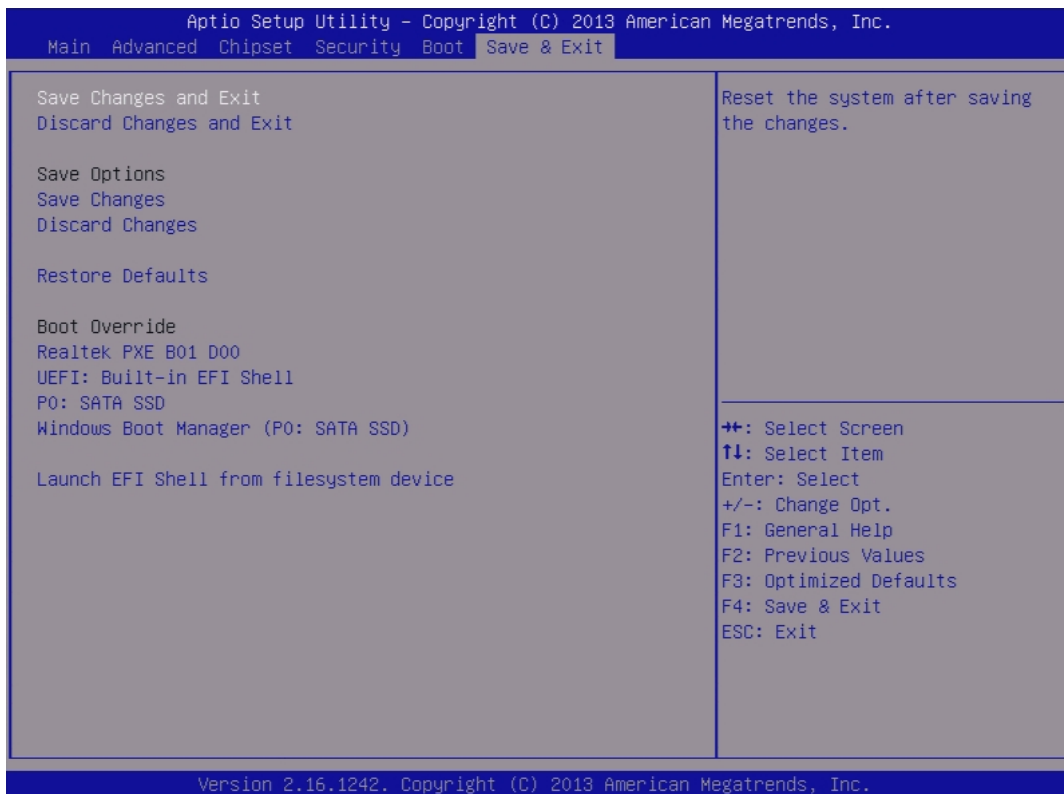 Aptio Setup Utility – Copyright (C) 2013 American Megatrends, Inc.
Main Advanced Chipset Security Boot Save & Exit
Save Changes and Exit
Discard Changes and Exit
Save Options
Save Changes
Discard Changes
Restore Defaults
Boot Override
Realtek PXE B01 D00
UEFI: Built-in EFI Shell
P0: SATA SSD
Windows Boot Manager (P0: SATA SSD)
Launch EFI Shell from filesystem device
Reset the system after saving
the changes.
→←: Select Screen
↑↓: Select Item
Enter: Select
+/-: Change Opt.
F1: General Help
F2: Previous Values
F3: Optimized Defaults
F4: Save & Exit
ESC: Exit
Version 2.16.1242. Copyright (C) 2013 American Megatrends, Inc.